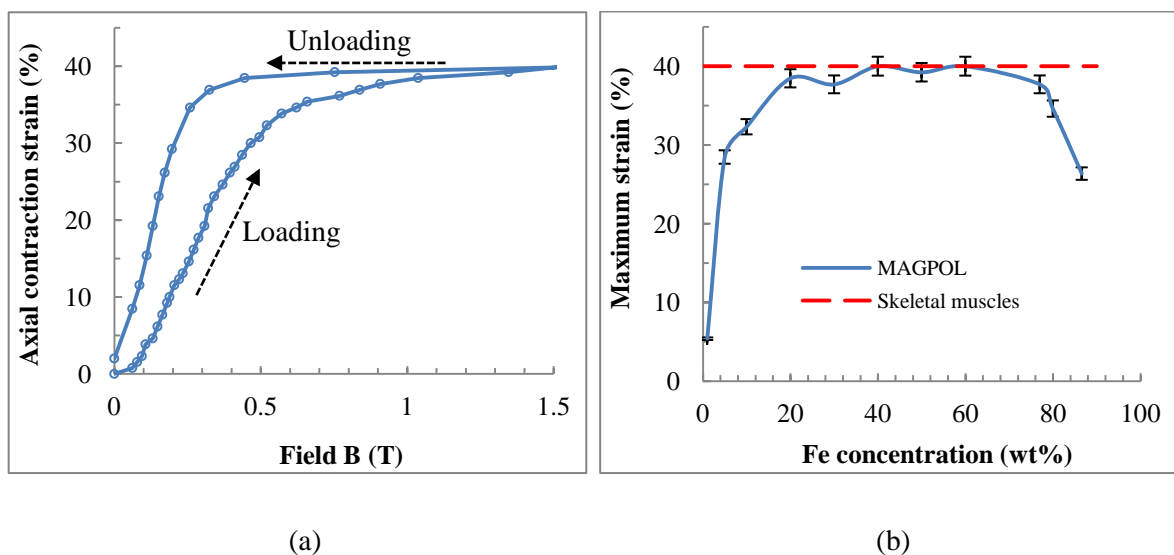 Axial contraction strain (%)
40
30
20
10
0
0
0.5
1
1.5
Field B (T)
Unloading
Loading
(a)
Maximum strain (%)
40
30
20
10
0
0
20
40
60
80
100
Fe concentration (wt%)
MAGPOL
Skeletal muscles
(b)